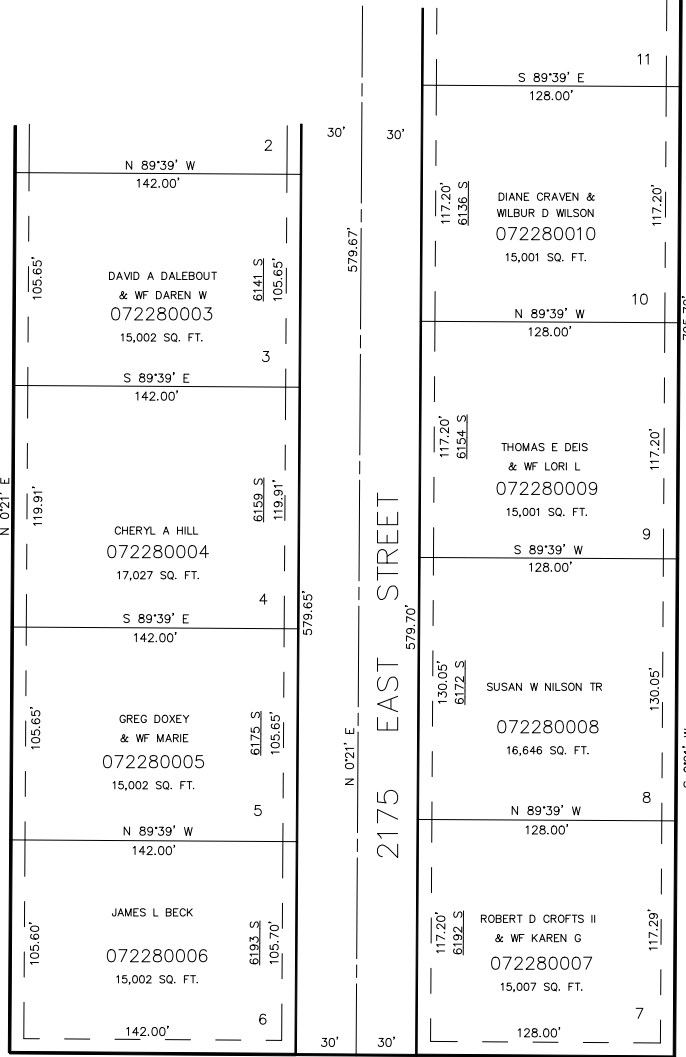 2
N 89°39' W
142.00'
105.65'
DAVID A DALEBOUT
& WF DAREN W
072280003
15,002 SQ. FT.
6141 S
105.65'
3
S 89°39' E
142.00'
N 0°21' E
119.91'
CHERYL A HILL
072280004
17,027 SQ. FT.
6159 S
119.91'
4
S 89°39' E
142.00'
105.65'
GREG DOXEY
& WF MARIE
072280005
15,002 SQ. FT.
6175 S
105.65'
5
N 89°39' W
142.00'
105.60'
JAMES L BECK
072280006
15,002 SQ. FT.
6193 S
105.70'
6
142.00'
30'
30'
579.67'
579.65'
N 0°21' E
2175 EAST STREET
579.70'
30'
30'
11
S 89°39' E
128.00'
117.20'
6136 S
DIANE CRAVEN &
WILBUR D WILSON
072280010
15,001 SQ. FT.
117.20'
10
N 89°39' W
128.00'
117.20'
6154 S
THOMAS E DEIS
& WF LORI L
072280009
15,001 SQ. FT.
117.20'
9
S 89°39' W
128.00'
130.05'
6172 S
SUSAN W NILSON TR
072280008
16,646 SQ. FT.
130.05'
8
N 89°39' W
128.00'
117.20'
6192 S
ROBERT D CROFTS II
& WF KAREN G
072280007
15,007 SQ. FT.
117.29'
7
128.00'